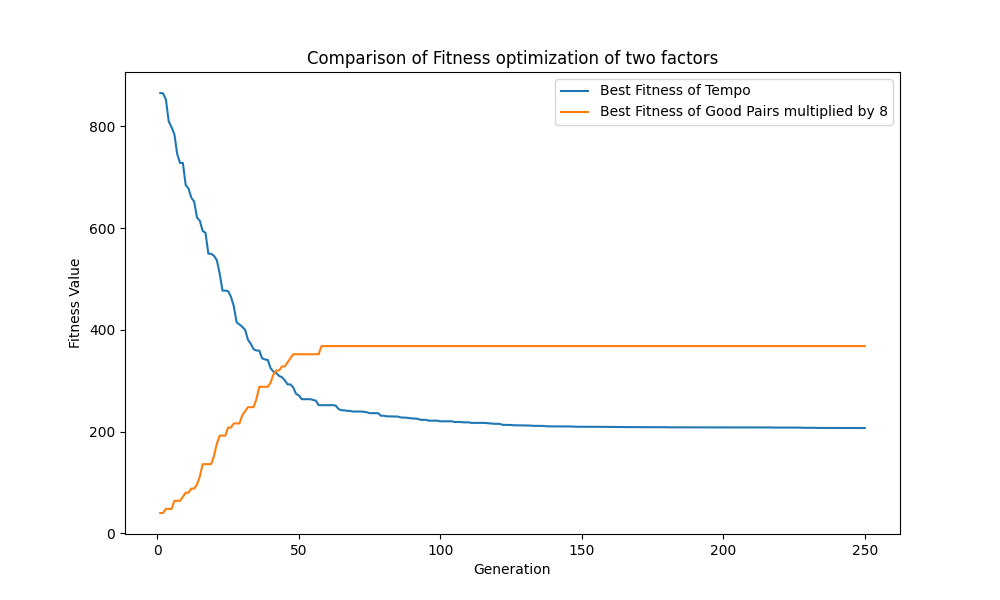 Comparison of Fitness optimization of two factors
Best Fitness of Tempo
Best Fitness of Good Pairs multiplied by 8
Fitness Value
800
600
400
200
0
0 50 100 150 200 250
Generation